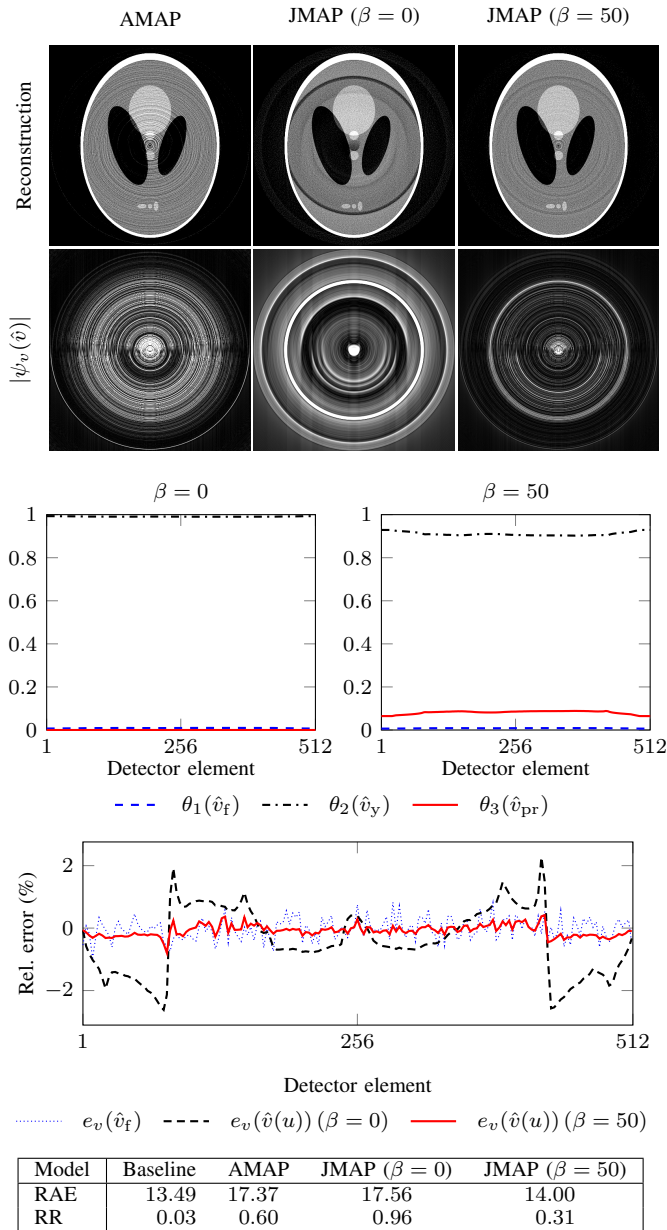 AMAP JMAP (β = 0) JMAP (β = 50)
Reconstruction
|ψv(v̂)|
β = 0 β = 50
1 1
0.8 0.8
0.6 0.6
0.4 0.4
0.2 0.2
0 0
1 256 512 1 256 512
Detector element Detector element
θ1(v̂f) θ2(v̂y) θ3(v̂pr)
Rel. error (%)
2
0
−2
1 256 512
Detector element
ev(v̂f) ev(v̂(u)) (β = 0) ev(v̂(u)) (β = 50)
Model Baseline AMAP JMAP (β = 0) JMAP (β = 50)
RAE 13.49 17.37 17.56 14.00
RR 0.03 0.60 0.96 0.31